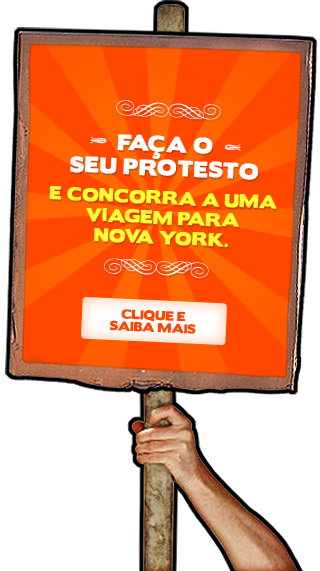 FAÇA O
SEU PROTESTO
E CONCORRA A UMA
VIAGEM PARA
NOVA YORK.
CLIQUE E
SAIBA MAIS